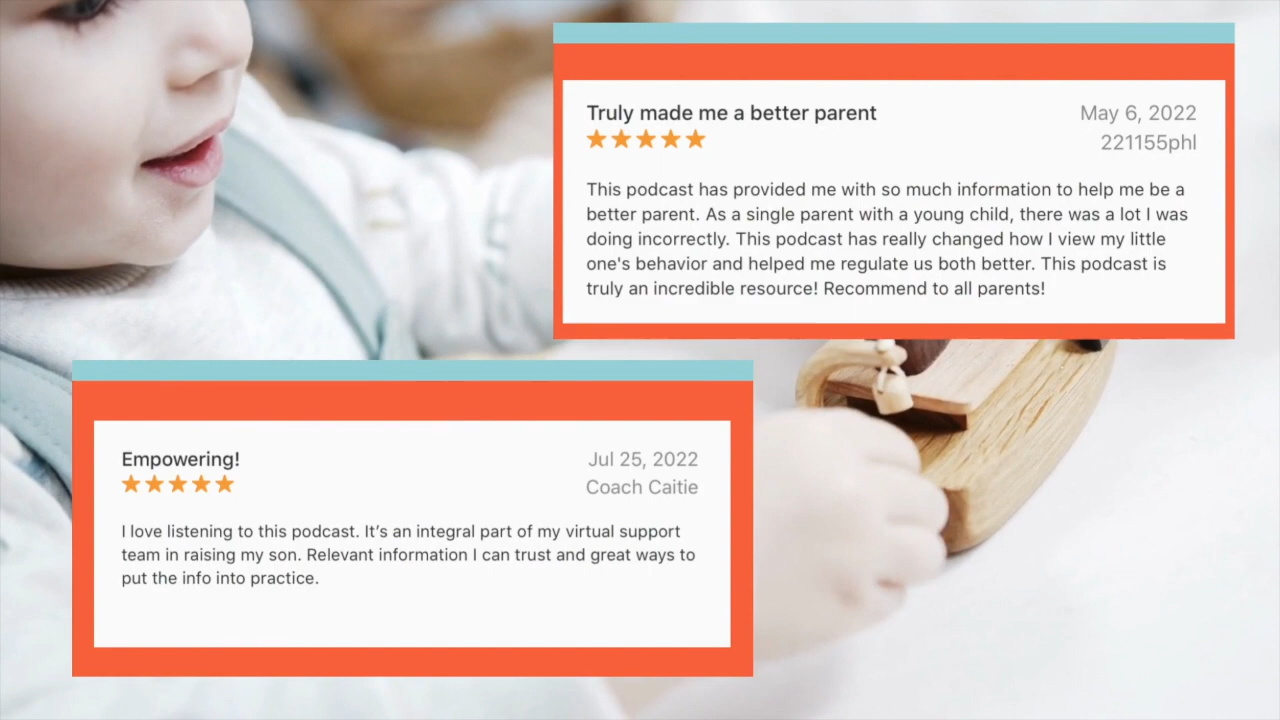 Truly made me a better parent
May 6, 2022
221155phl
This podcast has provided me with so much information to help me be a
better parent. As a single parent with a young child, there was a lot I was
doing incorrectly. This podcast has really changed how I view my little
one's behavior and helped me regulate us both better. This podcast is
truly an incredible resource! Recommend to all parents!
Empowering!
Jul 25, 2022
Coach Caitie
I love listening to this podcast. It’s an integral part of my virtual support
team in raising my son. Relevant information I can trust and great ways to
put the info into practice.